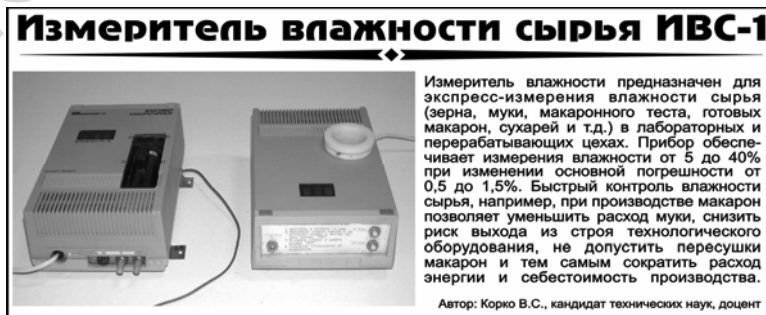 Измеритель влажности сырья ИВС-1
Измеритель влажности предназначен для
экспресс-измерения влажности сырья
(зерна, муки, макаронного теста, готовых
макарон, сухарей и т.д.) в лабораторных и
перерабатывающих цехах. Прибор обеспе-
чивает измерения влажности от 5 до 40%
при изменении основной погрешности от
0,5 до 1,5%. Быстрый контроль влажности
сырья, например, при производстве макарон
позволяет уменьшить расход муки, снизить
риск выхода из строя технологического
оборудования, не допустить пересушки
макарон и тем самым сократить расход
энергии и себестоимость производства.
Автор: Корко В.С., кандидат технических наук, доцент